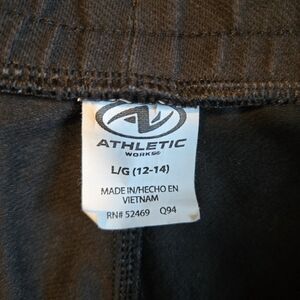 ATHLETIC
WORKS®
L/G (12-14)
MADE IN/HECHO EN
VIETNAM
RN# 52469 Q94